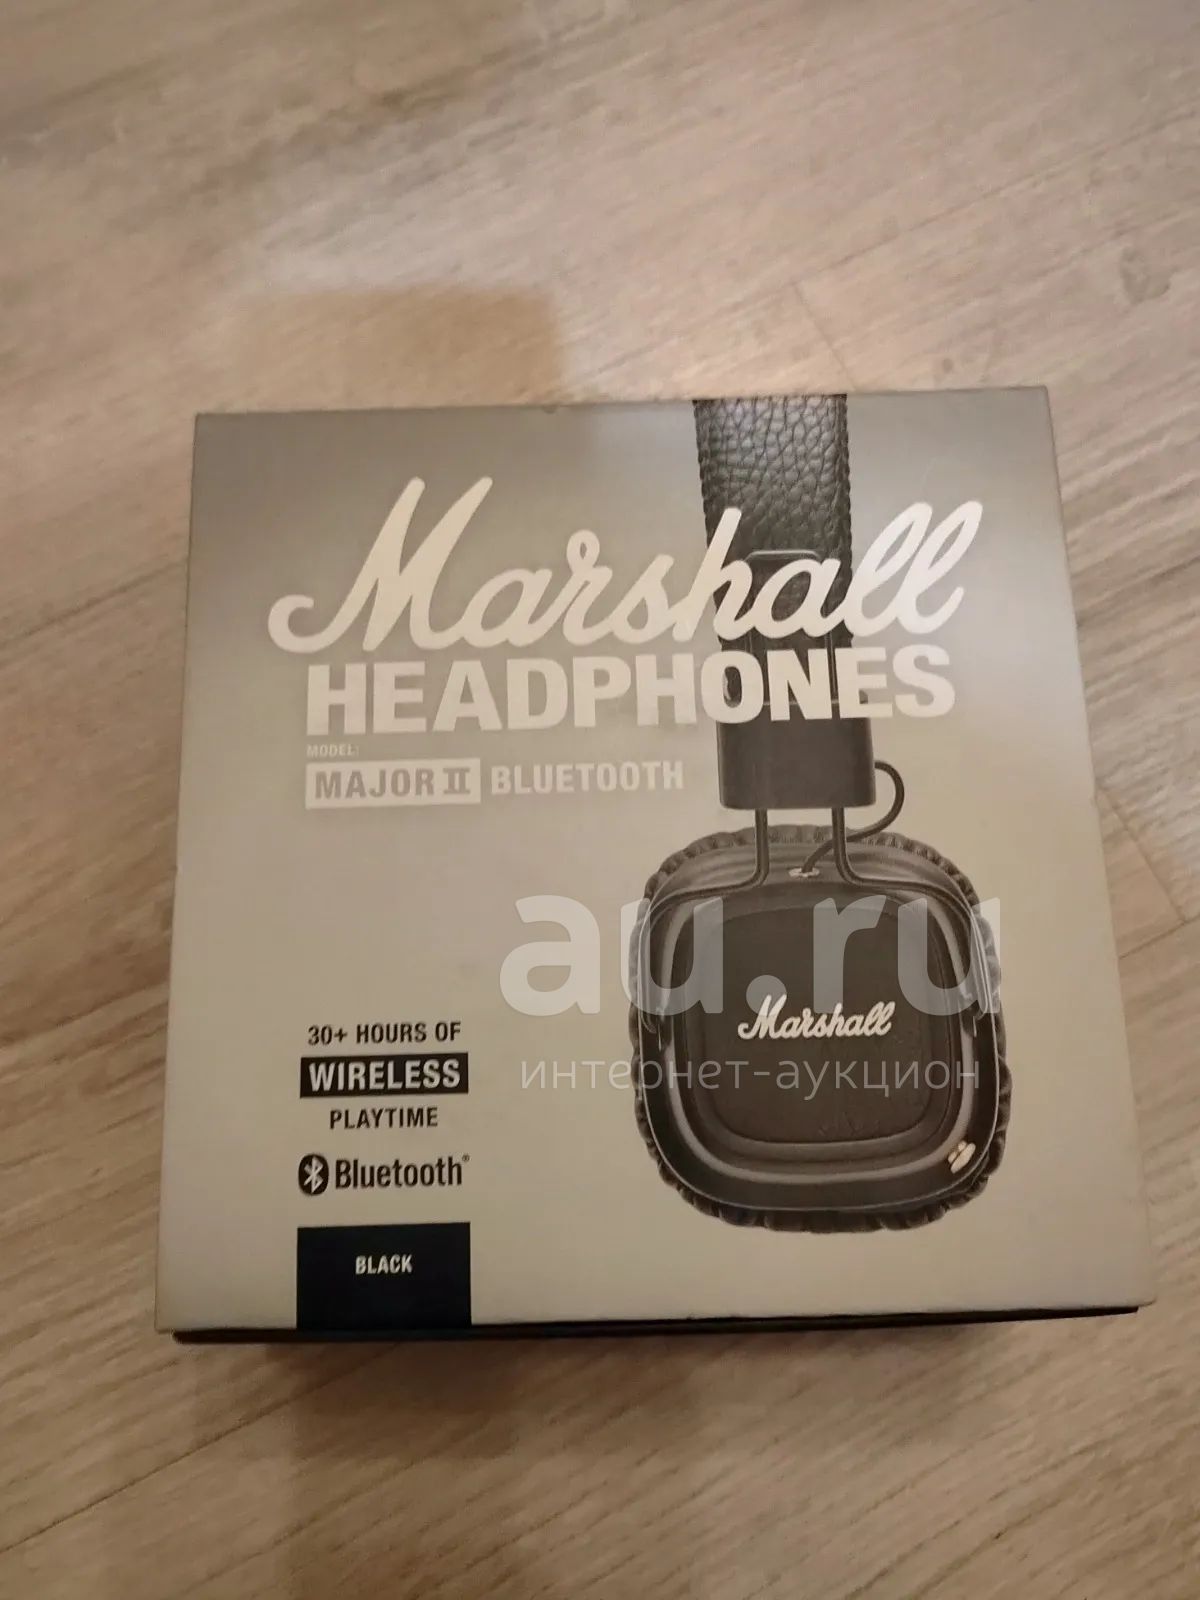 Marshall
HEADPHONES
MODEL:
MAJOR II BLUETOOTH
au.ru
Marshall
интернет-аукцион
30+ HOURS OF
WIRELESS
PLAYTIME
Bluetooth®
BLACK